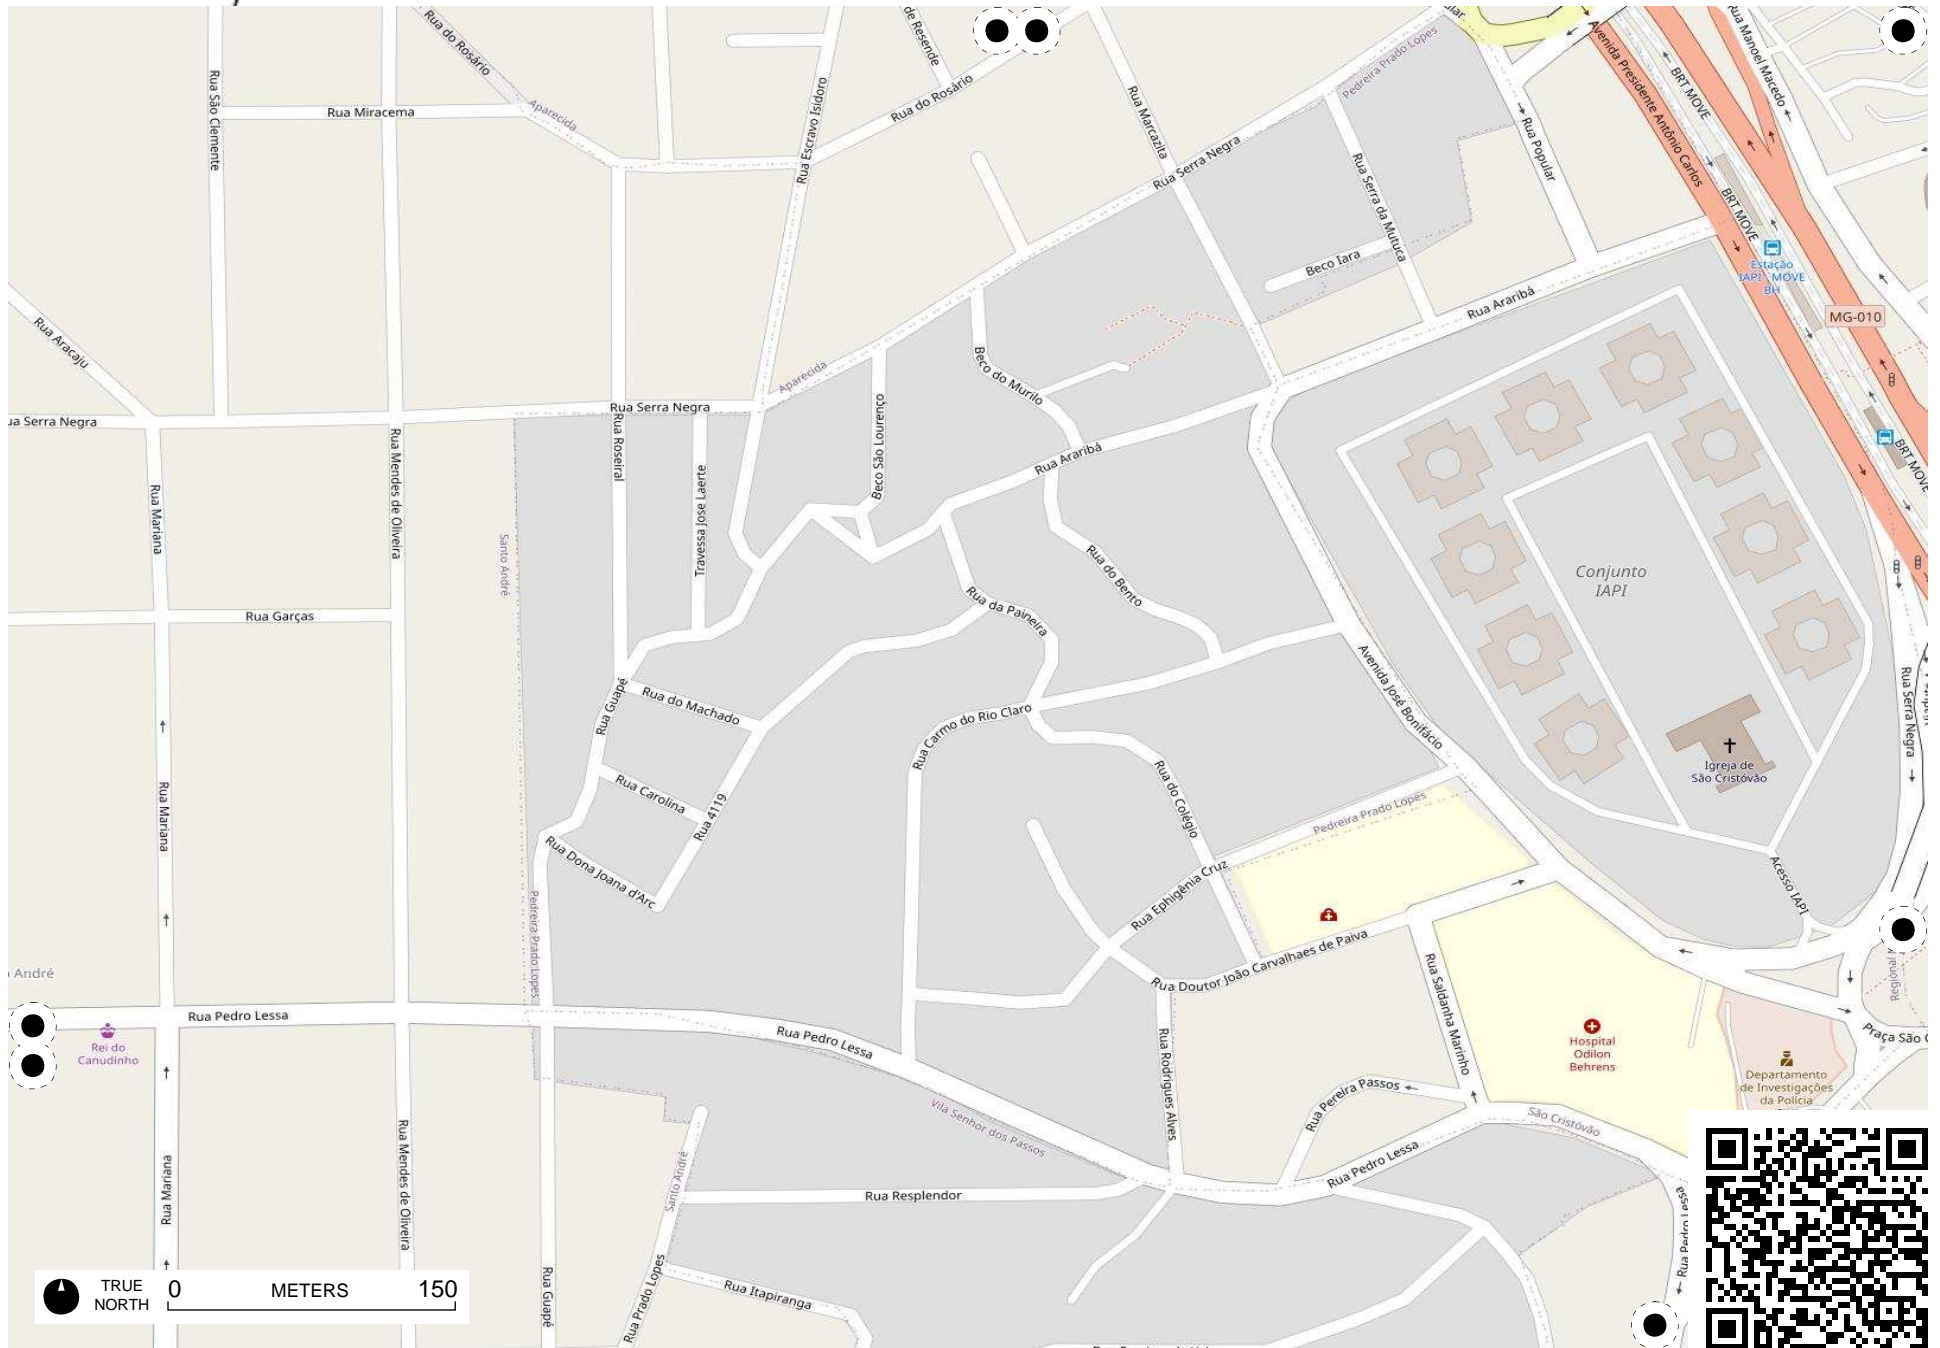 Rua do Rosário
de Resende
Rua Manoel Macedo
Pedreira Prado Lopes
Avenida Presidente Antônio Carlos
BRT MOVE
Rua São Clemente
Rua Miracema
Aparecida
Rua Escravo Isidoro
Rua do Rosário
Rua Marcazita
Rua Popular
Rua Serra Negra
Rua Serra da Mutuca
BRT MOVE
Beco Iara
Estação
IAPI - MOVE
BH
Rua Araribá
MG-010
Rua Aracaju
Beco do Murilo
Aparecida
Rua Serra Negra
ua Serra Negra
Rua Roseiral
Rua Mendes de Oliveira
Beco São Lourenço
Rua Araribá
BRT MOVE
Travessa Jose Laerte
Rua Mariana
Santo André
Rua do Bento
Conjunto
IAPI
Rua da Paineira
Rua Garças
Avenida José Bonifácio
Rua Serra Negra
Rua Guapé
Rua do Machado
Rua Carmo do Rio Claro
Igreja de
São Cristóvão
Rua Carolina
Rua 4119
Rua do Colégio
Pedreira Prado Lopes
Rua Mariana
Rua Dona Joana d'Arc
Rua Ephigênia Cruz
Acesso IAPI
Pedreira Prado Lopes
Rua Doutor João Carvalhaes de Paiva
André
Regional
Rua Saldanha Marinho
Rua Pedro Lessa
Rei do
Canudinho
Rua Pedro Lessa
Rua Rodrigues Alves
Hospital
Odilon
Behrens
Praça São C
Departamento
de Investigações
da Polícia
Rua Pereira Passos
Vila Senhor dos Passos
São Cristóvão
Rua Mendes de Oliveira
Rua Mariana
Santo André
Rua Resplendor
Rua Pedro Lessa
Rua Pedro Lessa
Rua Prado Lopes
Rua Guapé
Rua Itapiranga
TRUE
NORTH
0 METERS 150